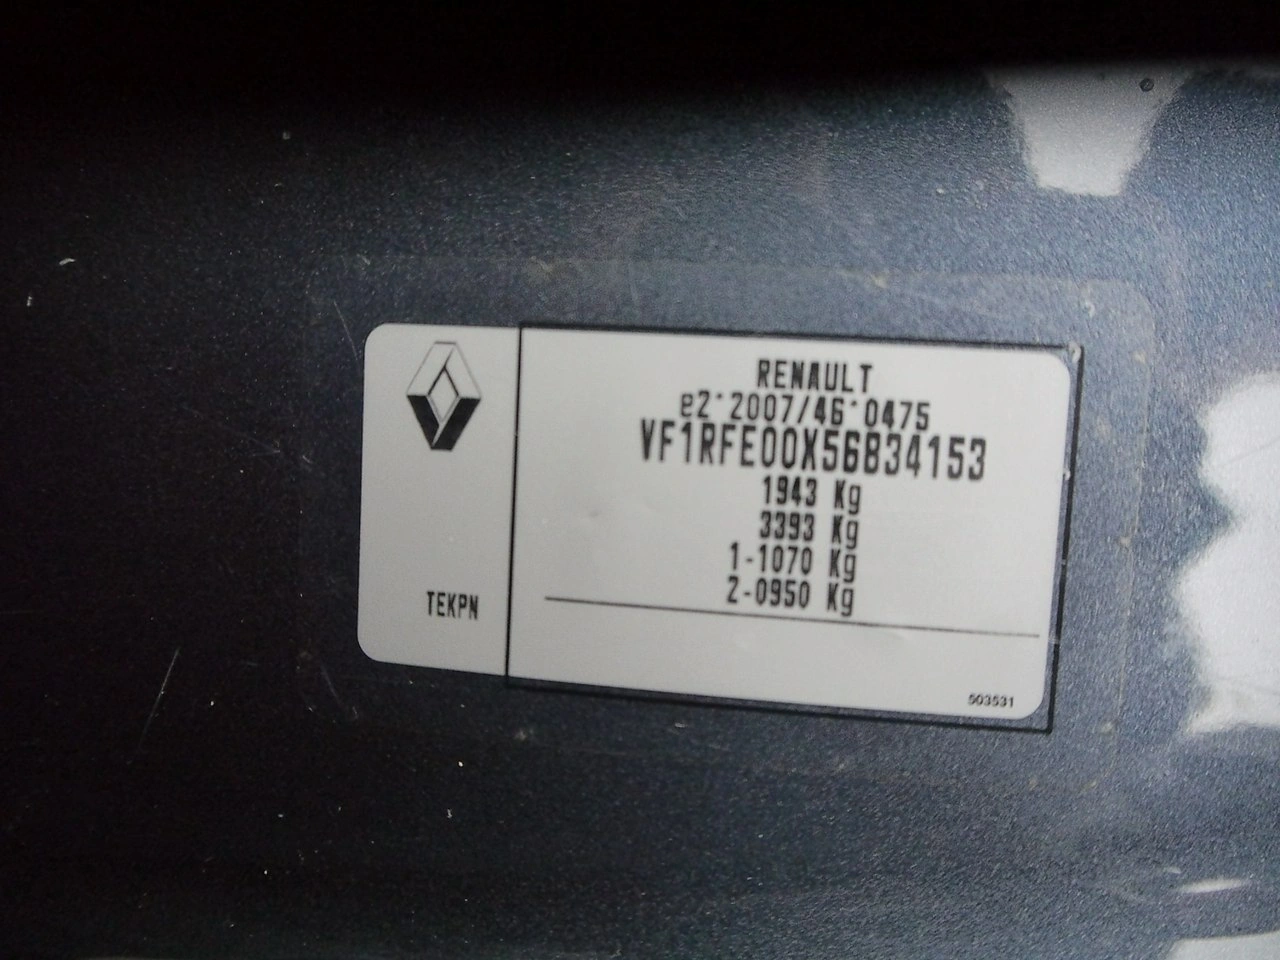 RENAULT
e2*2007/46*0475
VF1RFE00X56834153
1943 Kg
3393 Kg
1-1070 Kg
2-0950 Kg
TEKPN
503531